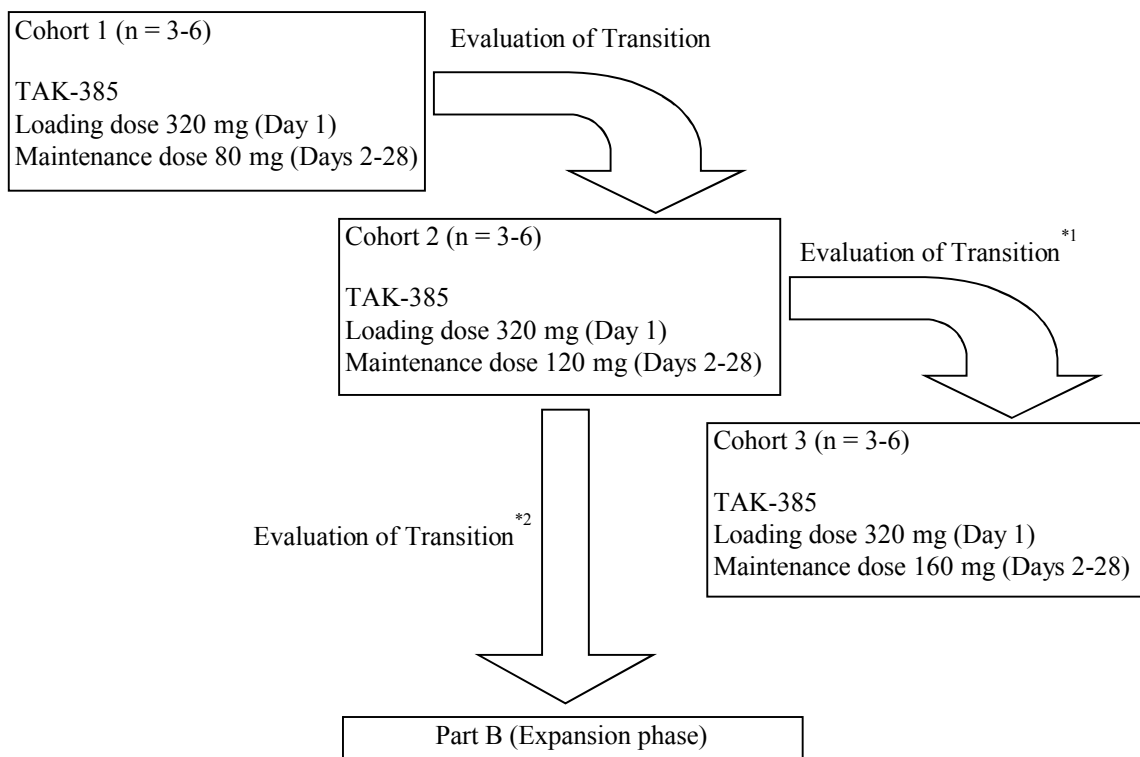 Cohort 1 (n = 3-6)
TAK-385
Loading dose 320 mg (Day 1)
Maintenance dose 80 mg (Days 2-28)
Evaluation of Transition
Cohort 2 (n = 3-6)
TAK-385
Loading dose 320 mg (Day 1)
Maintenance dose 120 mg (Days 2-28)
Evaluation of Transition*1
Cohort 3 (n = 3-6)
TAK-385
Loading dose 320 mg (Day 1)
Maintenance dose 160 mg (Days 2-28)
Evaluation of Transition*2
Part B (Expansion phase)